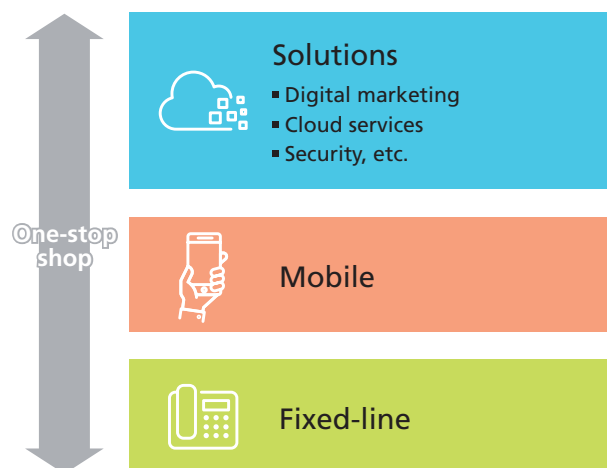 Solutions
▪ Digital marketing
▪ Cloud services
▪ Security, etc.
One-stop
shop
Mobile
Fixed-line